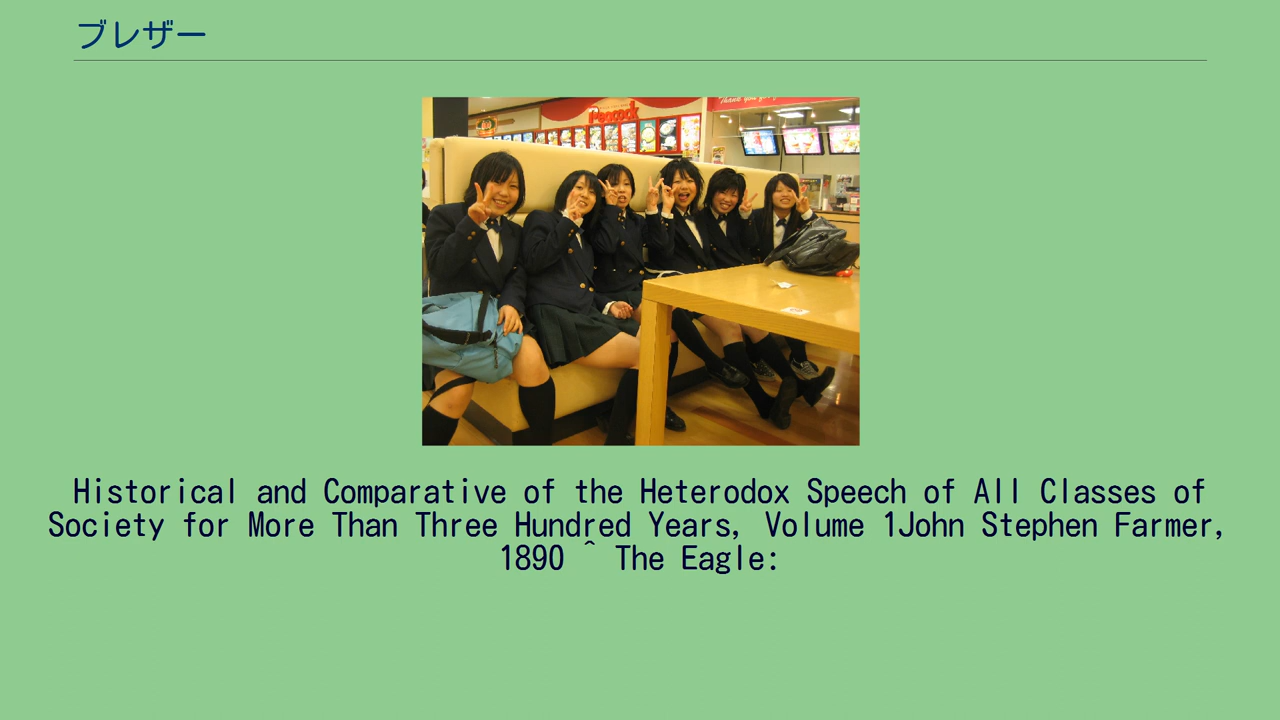 ブレザー
Peacock
Historical and Comparative of the Heterodox Speech of All Classes of
Society for More Than Three Hundred Years, Volume 1John Stephen Farmer,
1890 ^ The Eagle: